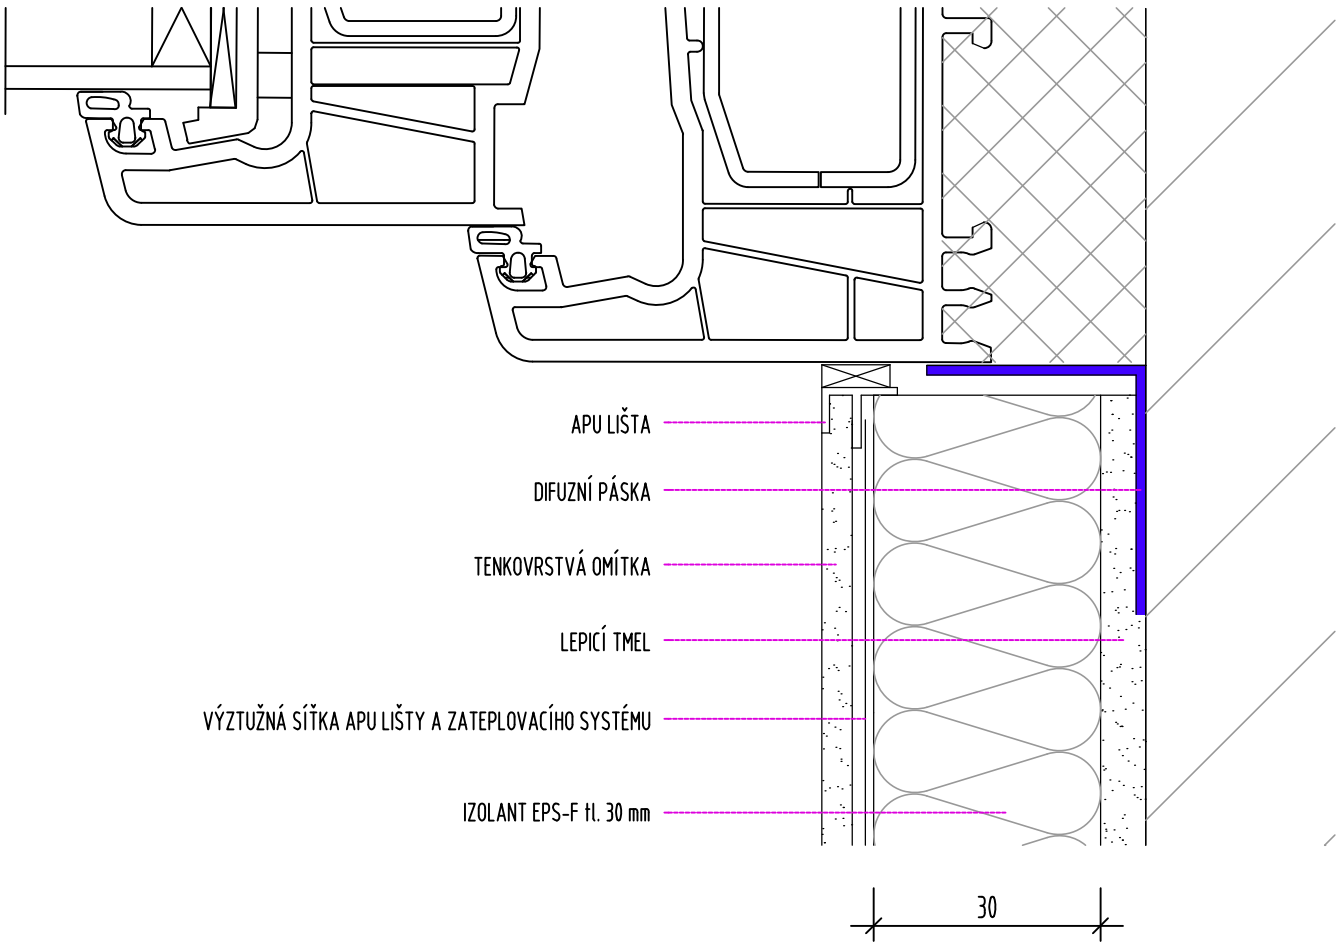 APU LIŠTA
DIFUZNÍ PÁSKA
TENKOVRSTVÁ OMÍTKA
LEPICÍ TMEL
VÝZTUŽNÁ SÍŤKA APU LIŠTY A ZATEPLOVACÍHO SYSTÉMU
IZOLANT EPS-F tl. 30 mm
30